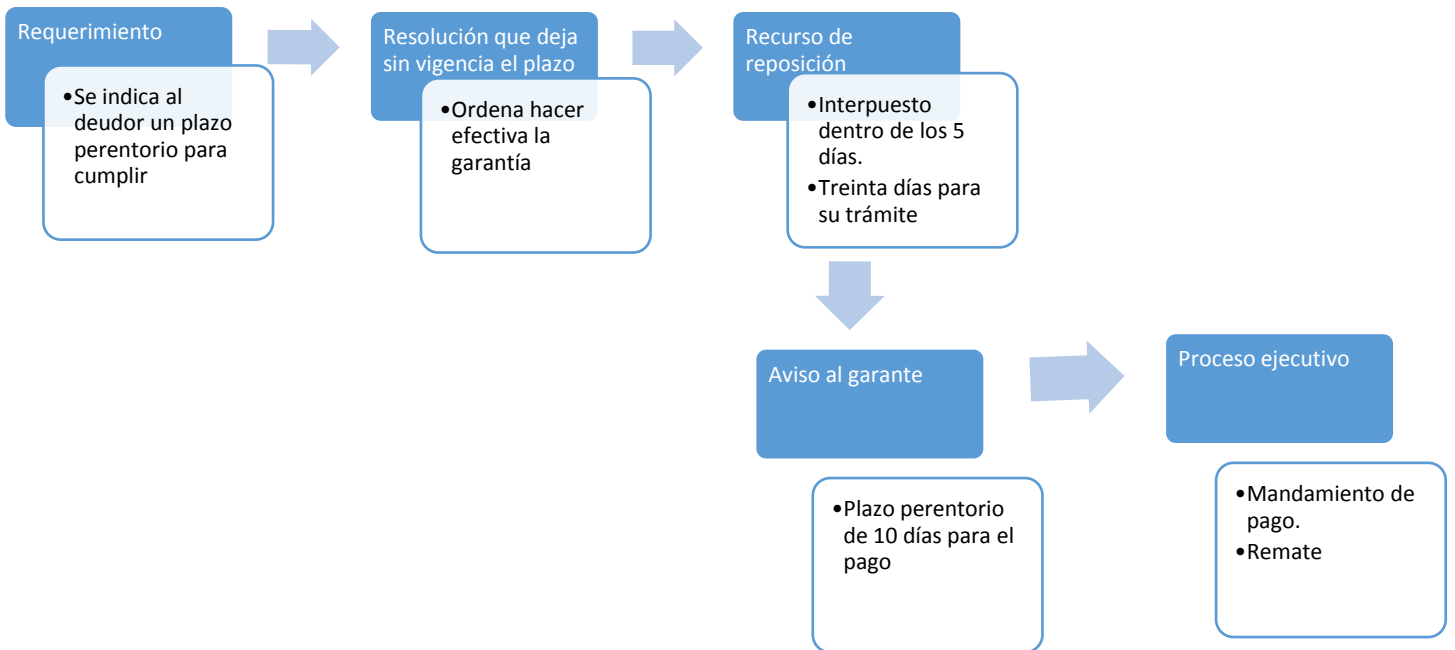 Requerimiento
•Se indica al
deudor un plazo
perentorio para
cumplir
Resolución que deja
sin vigencia el plazo
•Ordena hacer
efectiva la
garantía
Recurso de
reposición
•Interpuesto
dentro de los 5
días.
•Treinta días para
su trámite
Aviso al garante
•Plazo perentorio
de 10 días para el
pago
Proceso ejecutivo
•Mandamiento de
pago.
•Remate